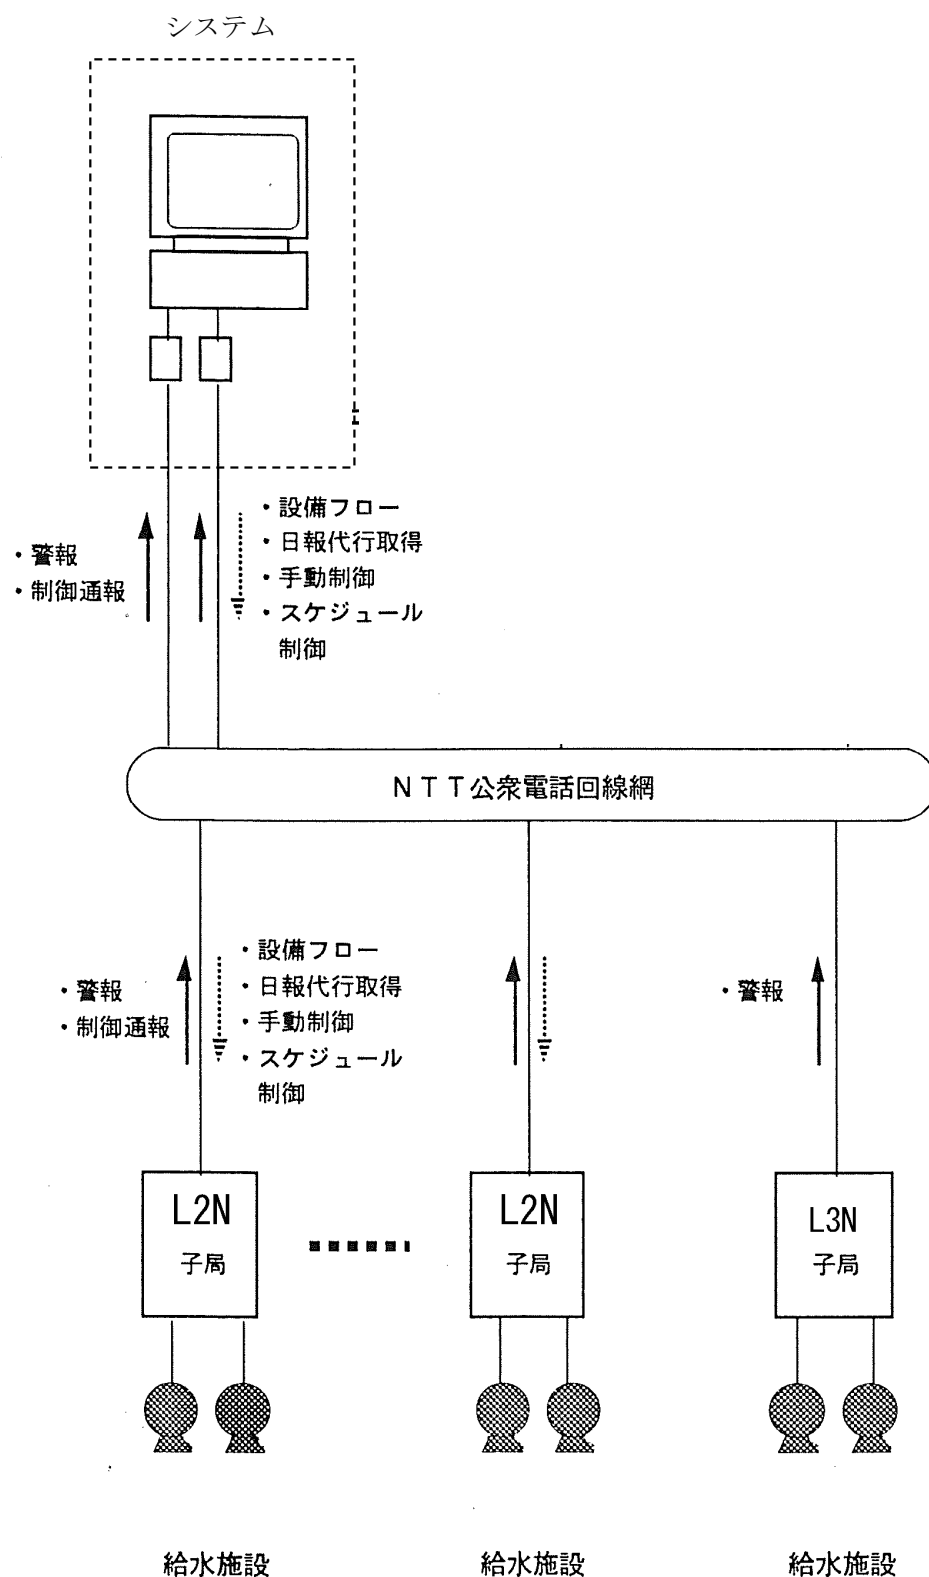 システム
・警報
・制御通報
・設備フロー
・日報代行取得
・手動制御
・スケジュール
制御
ＮＴＴ公衆電話回線網
・警報
・制御通報
・設備フロー
・日報代行取得
・手動制御
・スケジュール
制御
・警報
L2N
子局
L2N
子局
L3N
子局
給水施設
給水施設
給水施設